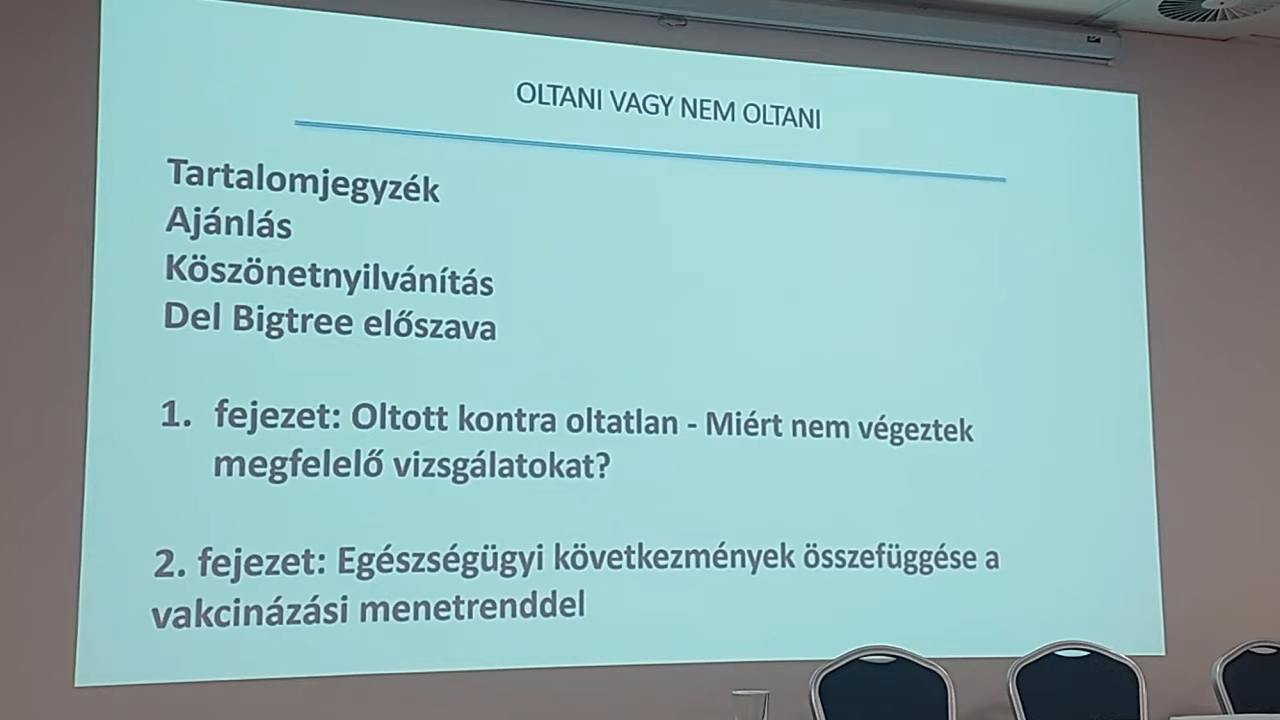 OLTANI VAGY NEM OLTANI
Tartalomjegyzék
Ajánlás
Köszönetnyilvánítás
Del Bigtree előszava
1. fejezet: Oltott kontra oltatlan - Miért nem végeztek
megfelelő vizsgálatokat?
2. fejezet: Egészségügyi következmények összefüggése a
vakcinázási menetrenddel